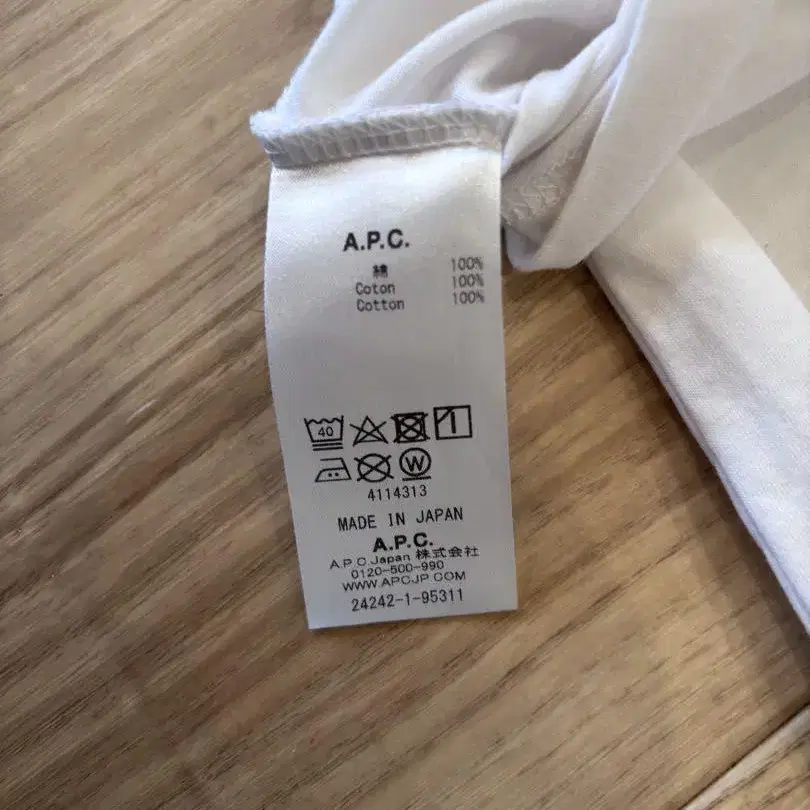 A.P.C.
綿 100%
Coton 100%
Cotton 100%
40
W
4114313
MADE IN JAPAN
A.P.C.
A.P.C.Japan 株式会社
0120-500-990
WWW.APCJP.COM
24242-1-95311